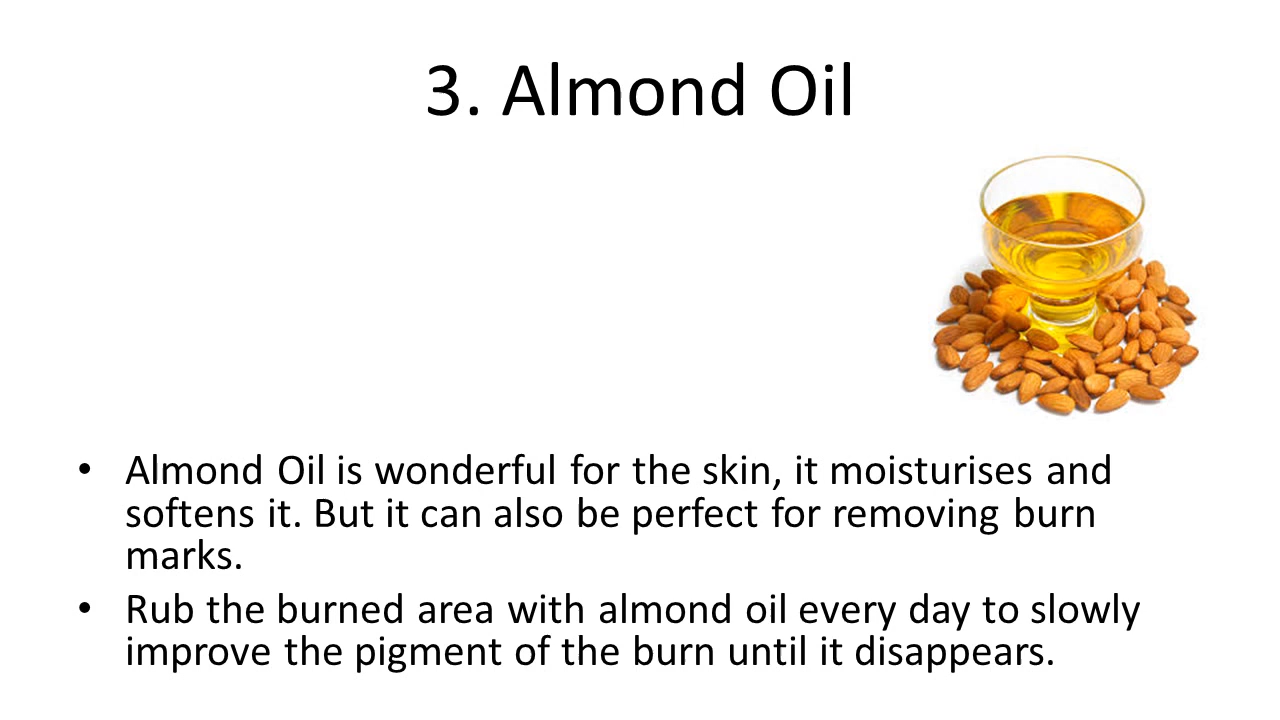 3. Almond Oil
• Almond Oil is wonderful for the skin, it moisturises and
softens it. But it can also be perfect for removing burn
marks.
• Rub the burned area with almond oil every day to slowly
improve the pigment of the burn until it disappears.